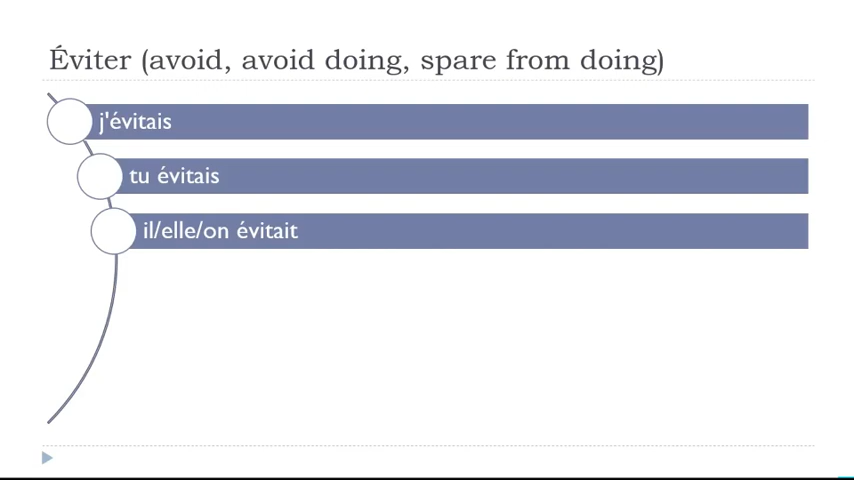 Éviter (avoid, avoid doing, spare from doing)
j'évitais
tu évitais
il/elle/on évitait